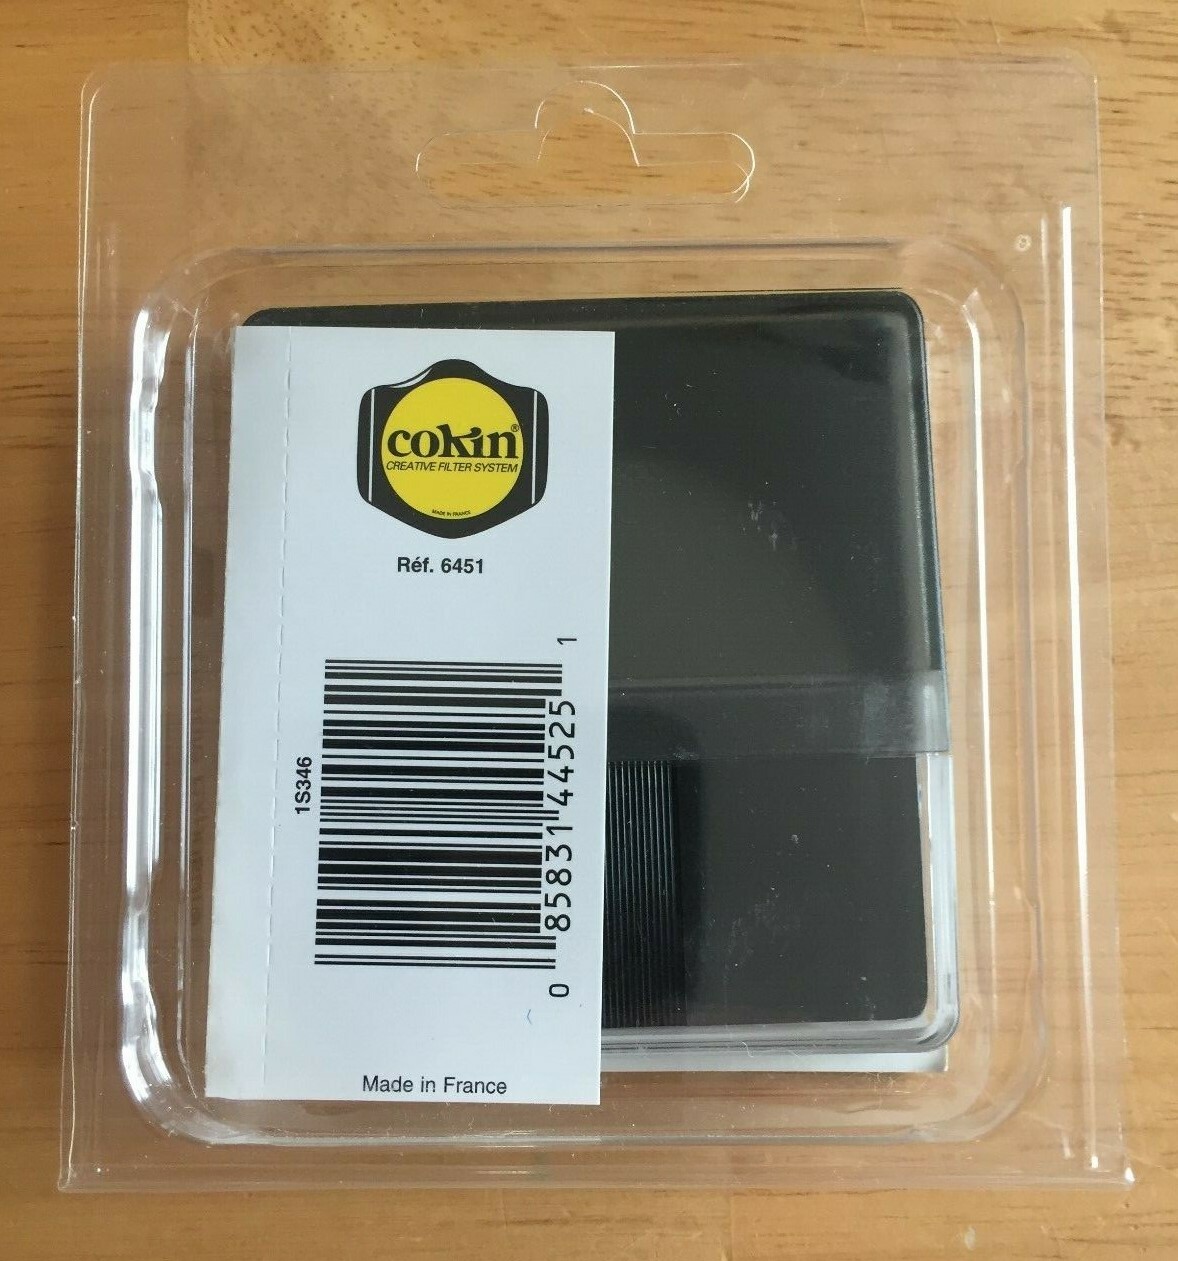 cokin®
CREATIVE FILTER SYSTEM
MADE IN FRANCE
Réf. 6451
1S346
0 85831 44525 1
Made in France